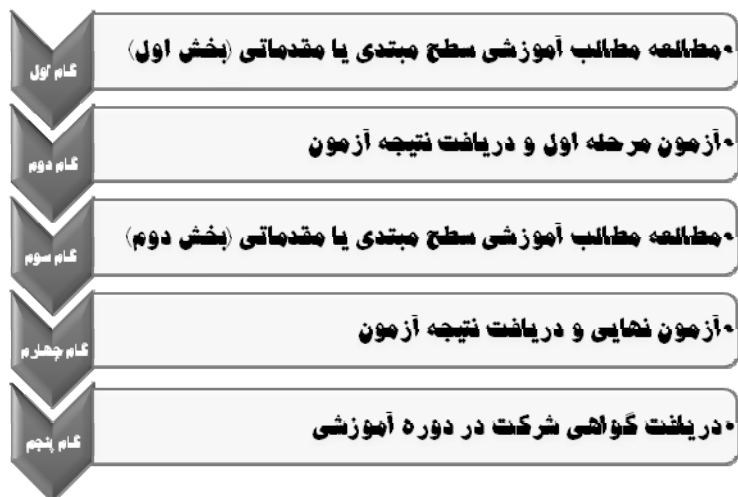 گام اول
•مطالعه مطالب آموزشی سطح مبتدی یا مقدماتی (بخش اول)
گام دوم
•آزمون مرحله اول و دریافت نتیجه آزمون
گام سوم
•مطالعه مطالب آموزشی سطح مبتدی یا مقدماتی (بخش دوم)
گام چهارم
•آزمون نهایی و دریافت نتیجه آزمون
گام پنجم
•دریافت گواهی شرکت در دوره آموزشی